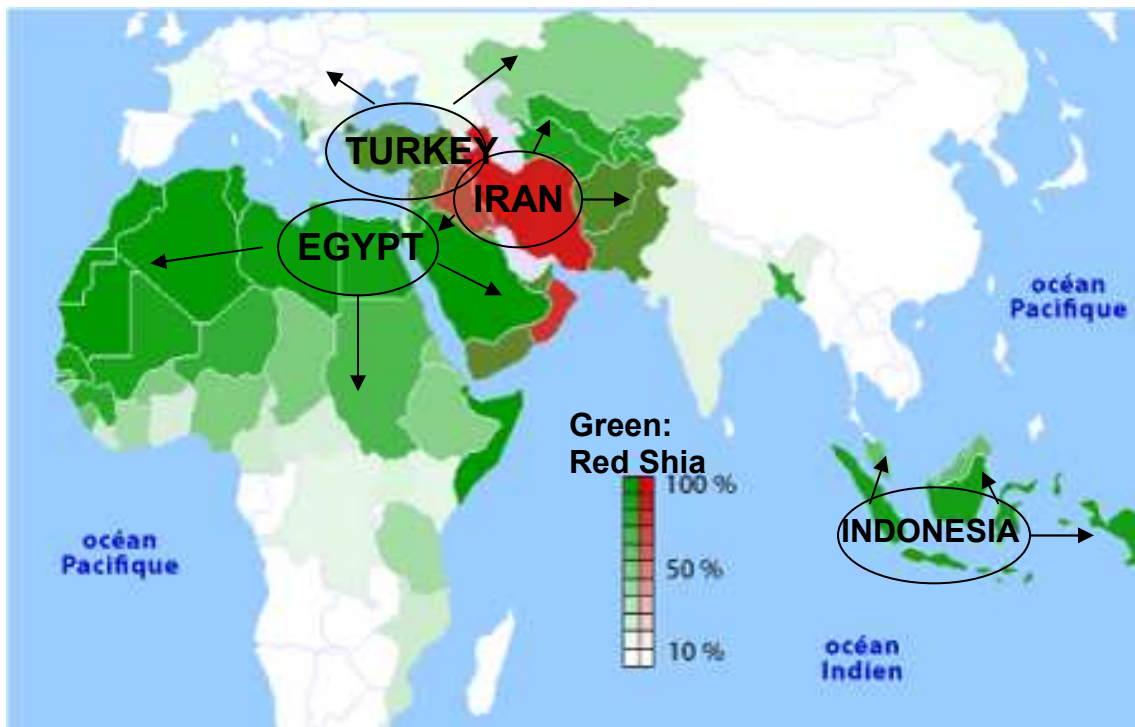 TURKEY
IRAN
EGYPT
océan
Pacifique
Green:
Red Shia
100 %
50 %
10 %
INDONESIA
océan
Pacifique
océan
Indien